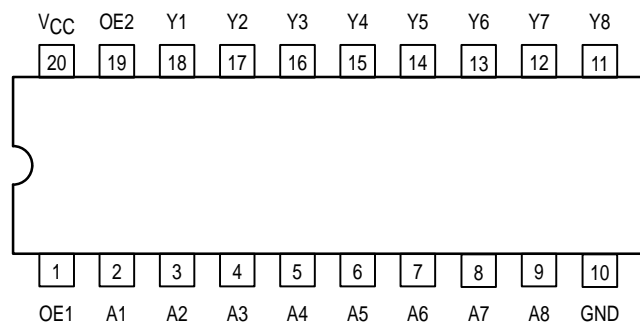 VCC OE2 Y1 Y2 Y3 Y4 Y5 Y6 Y7 Y8
20 19 18 17 16 15 14 13 12 11
1 2 3 4 5 6 7 8 9 10
OE1 A1 A2 A3 A4 A5 A6 A7 A8 GND